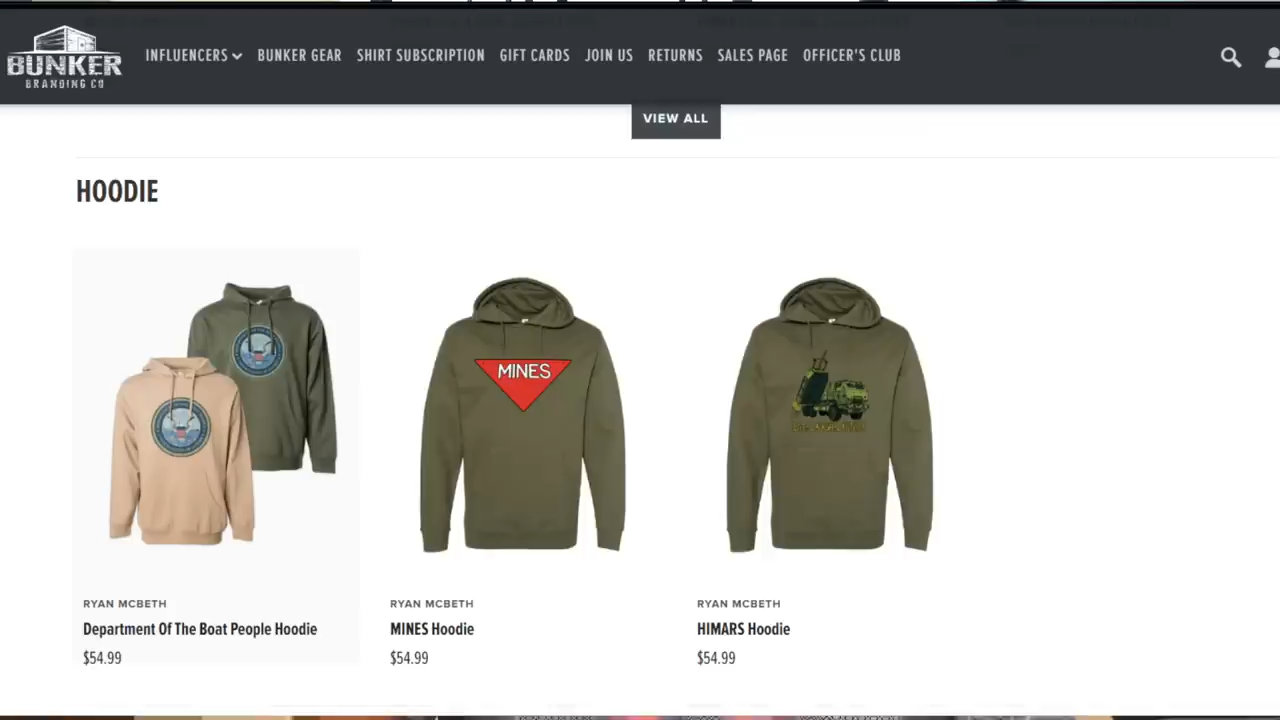 BUNKER
BRANDING CO
INFLUENCERS
BUNKER GEAR
SHIRT SUBSCRIPTION
GIFT CARDS
JOIN US
RETURNS
SALES PAGE
OFFICER'S CLUB
VIEW ALL
HOODIE
MINES
RYAN MCBETH
Department Of The Boat People Hoodie
$54.99
RYAN MCBETH
MINES Hoodie
$54.99
RYAN MCBETH
HIMARS Hoodie
$54.99